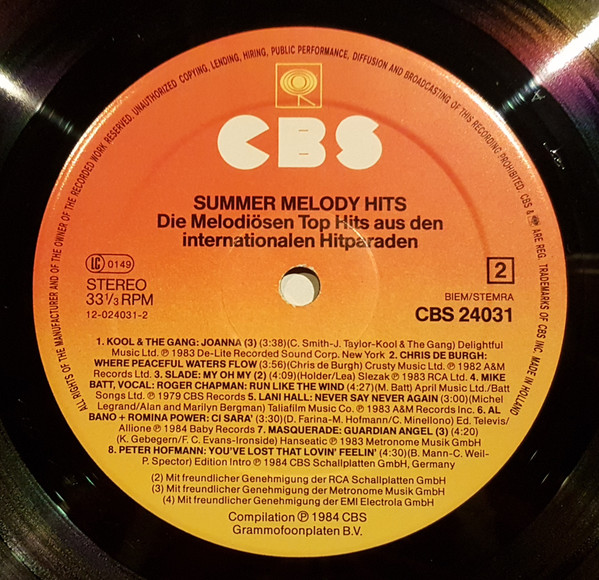 ALL RIGHTS OF THE MANUFACTURER AND OF THE OWNER OF THE RECORDED WORK RESERVED. UNAUTHORIZED COPYING, LENDING, HIRING, PUBLIC PERFORMANCE, DIFFUSION AND BROADCASTING OF THIS RECORDING PROHIBITED. CBS & ARE REG. TRADEMARKS OF CBS INC. MADE IN HOLLAND
CBS
SUMMER MELODY HITS
Die Melodiösen Top Hits aus den
internationalen Hitparaden
LC 0149
STEREO
33 1/3 RPM
12-024031-2
2
BIEM/STEMRA
CBS 24031
1. KOOL & THE GANG: JOANNA (3) (3:38)(C. Smith-J. Taylor-Kool & The Gang) Delightful
Music Ltd. ℗ 1983 De-Lite Recorded Sound Corp. New York 2. CHRIS DE BURGH:
WHERE PEACEFUL WATERS FLOW (3:56)(Chris de Burgh) Crusty Music Ltd. ℗ 1982 A&M
Records Ltd. 3. SLADE: MY OH MY (2) (4:09)(Holder/Lea) Slezak ℗ 1983 RCA Ltd. 4. MIKE
BATT, VOCAL: ROGER CHAPMAN: RUN LIKE THE WIND (4:27)(M. Batt) April Music Ltd./Batt
Songs Ltd. ℗ 1979 CBS Records 5. LANI HALL: NEVER SAY NEVER AGAIN (3:00)(Michel
Legrand/Alan and Marilyn Bergman) Taliafilm Music Co. ℗ 1983 A&M Records Inc. 6. AL
BANO + ROMINA POWER: CI SARA' (3:30)(D. Farina-M. Hofmann/C. Minellono) Ed. Televis/
Allione ℗ 1984 Baby Records 7. MASQUERADE: GUARDIAN ANGEL (3) (4:20)
(K. Gebegern/F.C. Evans-Ironside) Hanseatic ℗ 1983 Metronome Musik GmbH
8. PETER HOFMANN: YOU'VE LOST THAT LOVIN' FEELIN' (4:30)(B. Mann-C. Weil-
P. Spector) Edition Intro ℗ 1984 CBS Schallplatten GmbH, Germany
(2) Mit freundlicher Genehmigung der RCA Schallplatten GmbH
(3) Mit freundlicher Genehmigung der Metronome Musik GmbH
(4) Mit freundlicher Genehmigung der EMI Electrola GmbH
Compilation ℗ 1984 CBS
Grammofoonplaten B.V.